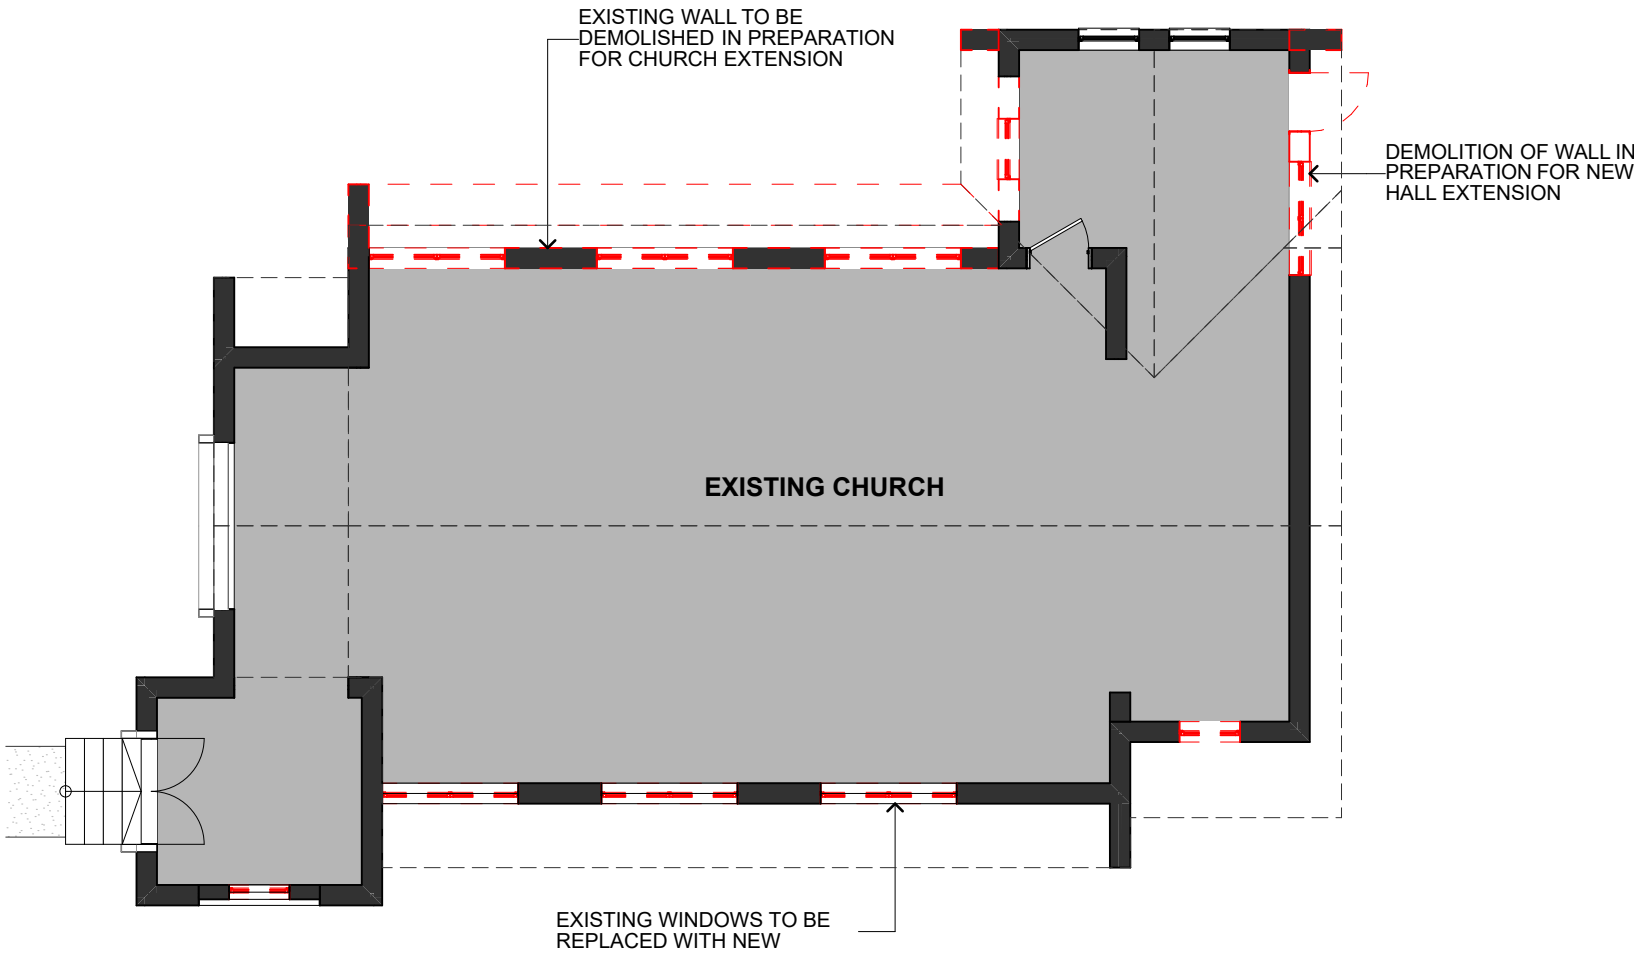 EXISTING WALL TO BE
DEMOLISHED IN PREPARATION
FOR CHURCH EXTENSION
DEMOLITION OF WALL IN
PREPARATION FOR NEW
HALL EXTENSION
EXISTING CHURCH
EXISTING WINDOWS TO BE
REPLACED WITH NEW